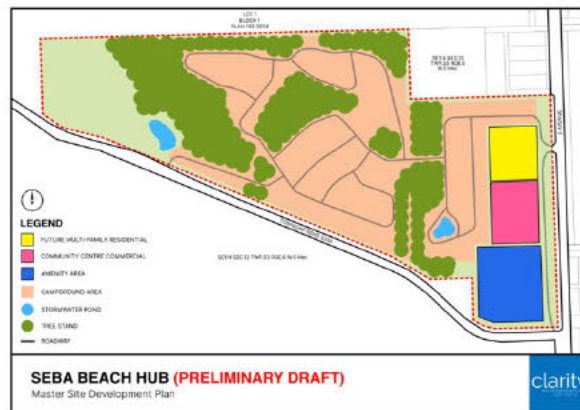 LOT 1
BLOCK 1
LEGEND
FUTURE MULTI-FAMILY RESIDENTIAL
COMMUNITY CENTRE COMMERCIAL
AMENITY AREA
CAMPGROUND AREA
STORMWATER POND
TREE STAND
ROADWAY
SEBA BEACH HUB (PRELIMINARY DRAFT)
Master Site Development Plan
clarity